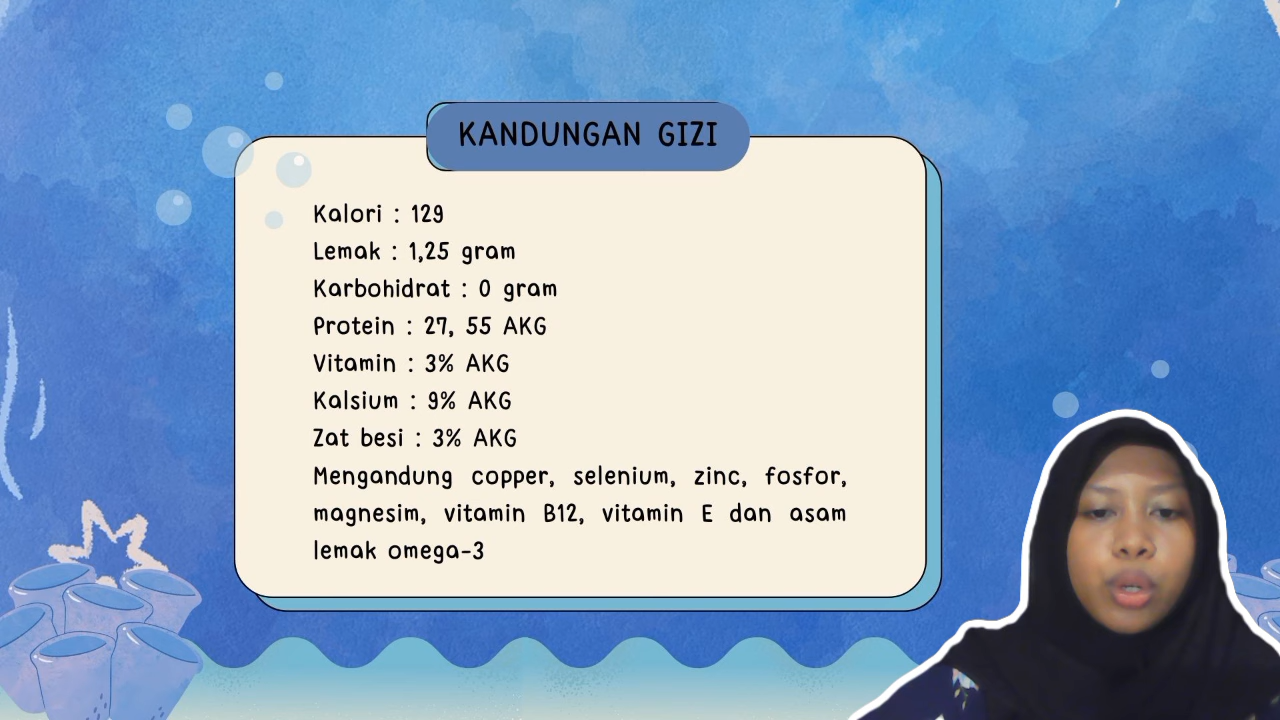 KANDUNGAN GIZI
Kalori : 129
Lemak : 1,25 gram
Karbohidrat : 0 gram
Protein : 27, 55 AKG
Vitamin : 3% AKG
Kalsium : 9% AKG
Zat besi : 3% AKG
Mengandung copper, selenium, zinc, fosfor,
magnesim, vitamin B12, vitamin E dan asam
lemak omega-3